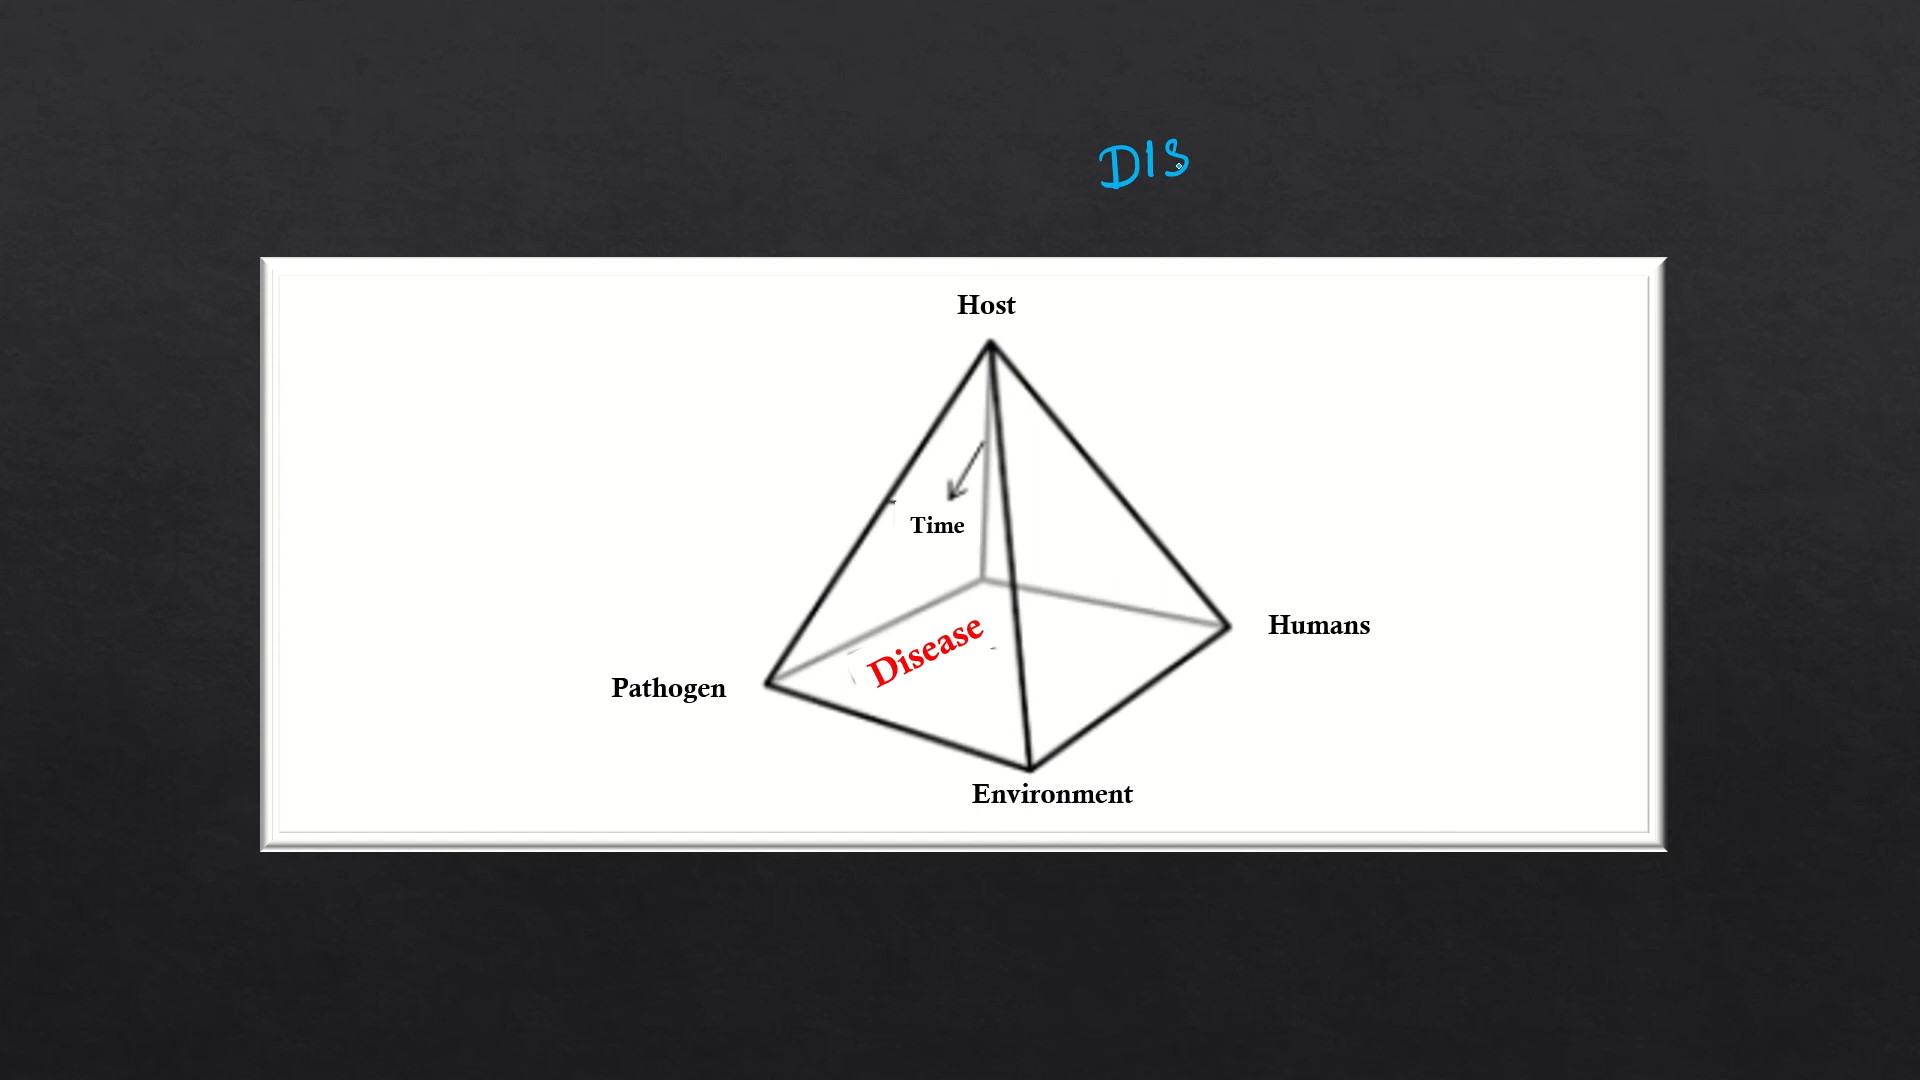 DIS
Host
Time
Disease
Humans
Pathogen
Environment